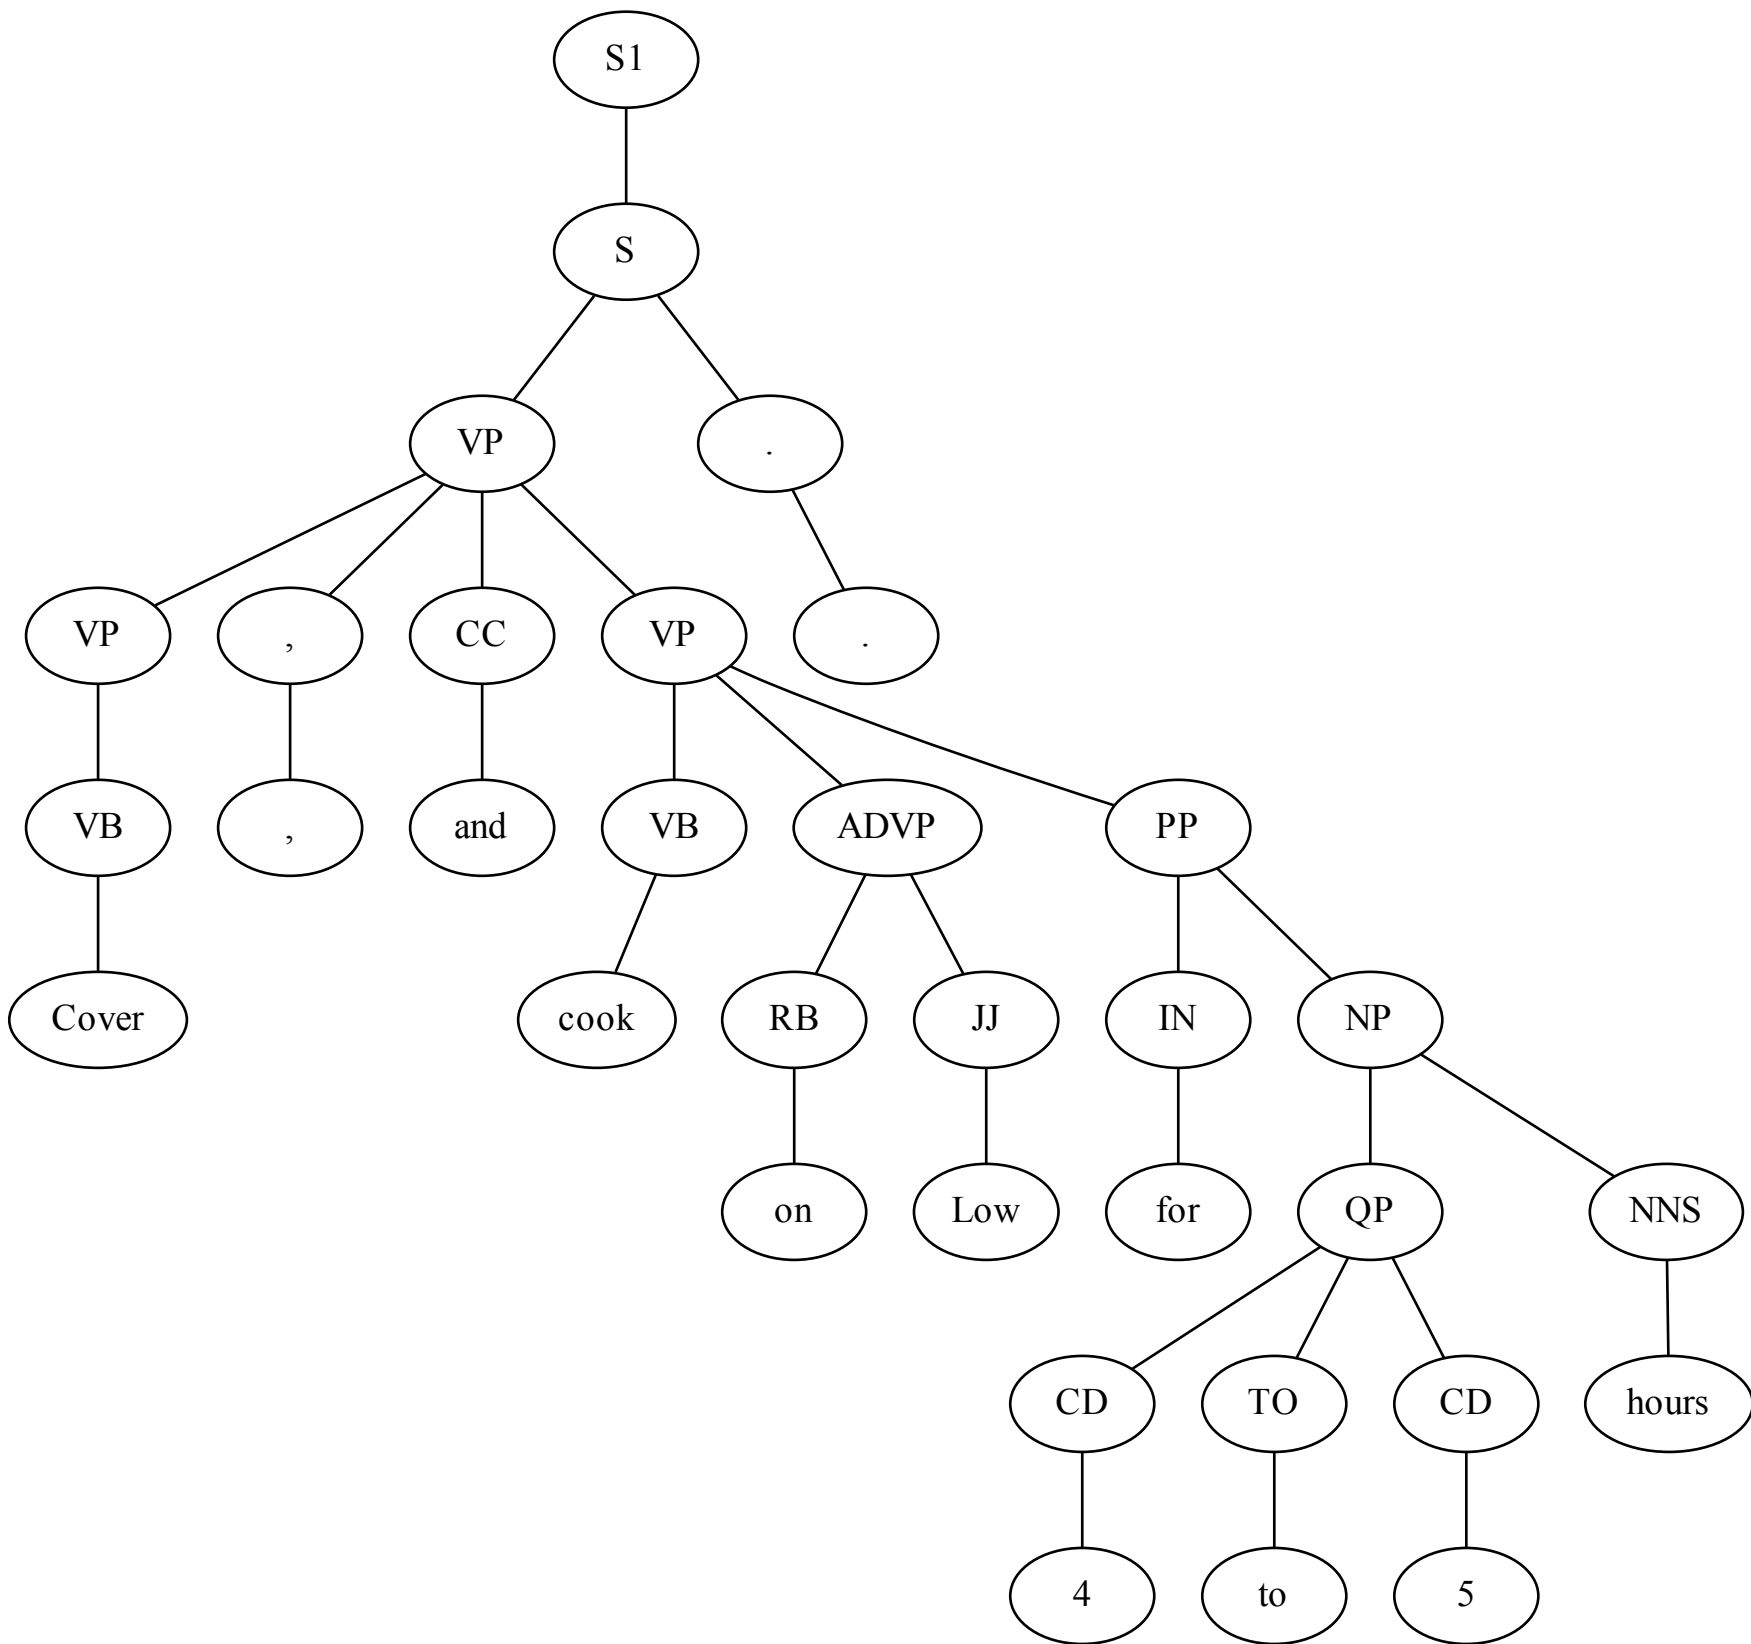 S1
S
VP .
VP , CC VP .
VB , and VB ADVP PP
Cover cook RB JJ IN NP
on Low for QP NNS
CD TO CD hours
4 to 5